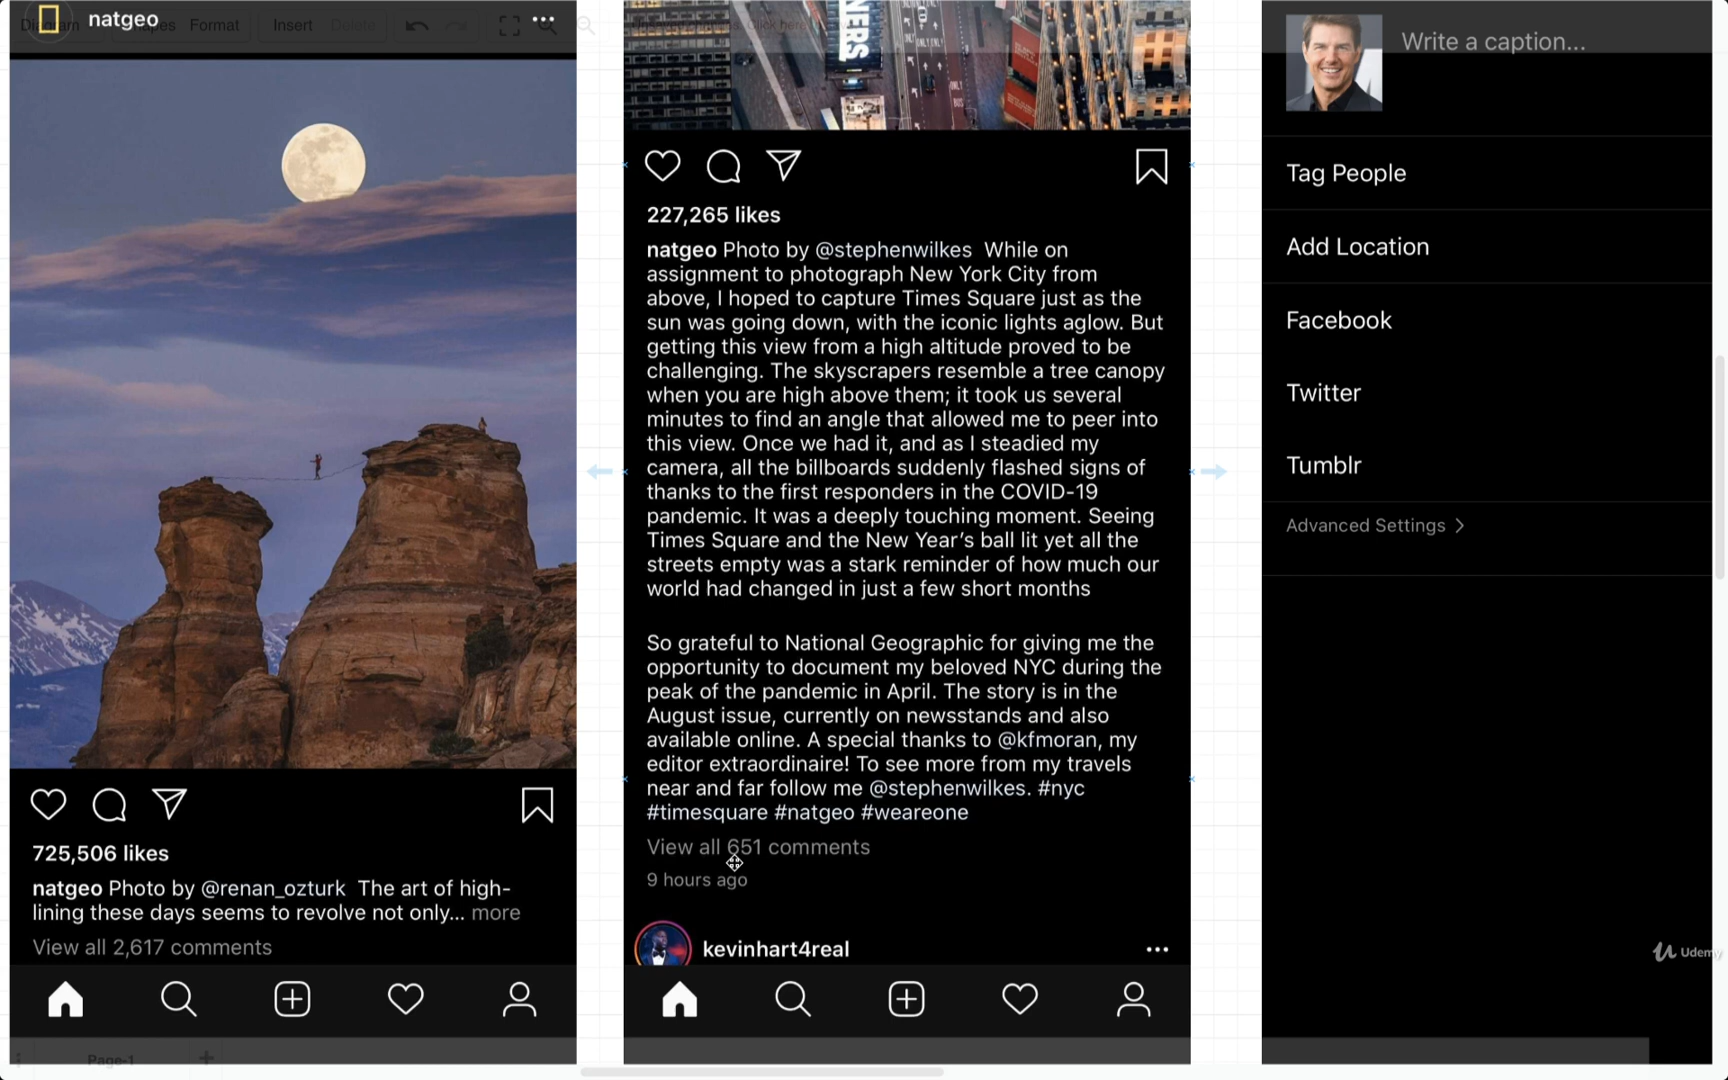 natgeo
Diagram Shapes Format Insert Delete
725,506 likes
natgeo Photo by @renan_ozturk The art of high-
lining these days seems to revolve not only... more
View all 2,617 comments
Page-1
NERS
ONLY
ONLY
BUS
227,265 likes
natgeo Photo by @stephenwilkes While on
assignment to photograph New York City from
above, I hoped to capture Times Square just as the
sun was going down, with the iconic lights aglow. But
getting this view from a high altitude proved to be
challenging. The skyscrapers resemble a tree canopy
when you are high above them; it took us several
minutes to find an angle that allowed me to peer into
this view. Once we had it, and as I steadied my
camera, all the billboards suddenly flashed signs of
thanks to the first responders in the COVID-19
pandemic. It was a deeply touching moment. Seeing
Times Square and the New Year’s ball lit yet all the
streets empty was a stark reminder of how much our
world had changed in just a few short months
So grateful to National Geographic for giving me the
opportunity to document my beloved NYC during the
peak of the pandemic in April. The story is in the
August issue, currently on newsstands and also
available online. A special thanks to @kfmoran, my
editor extraordinaire! To see more from my travels
near and far follow me @stephenwilkes. #nyc
#timesquare #natgeo #weareone
View all 651 comments
9 hours ago
kevinhart4real
Write a caption...
Tag People
Add Location
Facebook
Twitter
Tumblr
Advanced Settings
Udemy